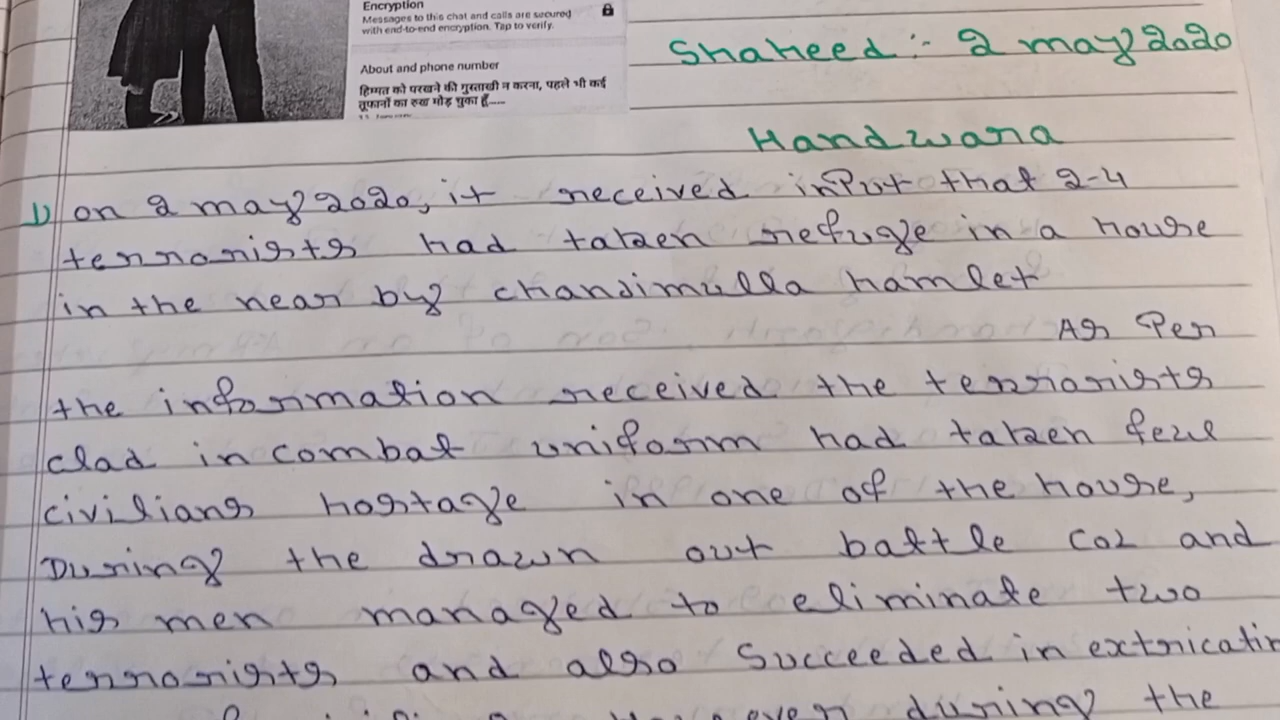 Encryption
Messages to this chat and calls are secured
with end-to-end encryption. Tap to verify.
About and phone number
हिम्मत को परखने की गुस्ताखी न करना, पहले भी कई
तूफानों का रुख मोड़ चुका हूँ.....
Shaheed :- 2 may 2020
Handwara
1) on 2 may 2020, it received inPut that 2-4
terrorists had taken refuge in a house
in the near by chanjimulla hamlet
As Per
the information received the terrorists
clad in combat uniform had taken few
civilians hostage in one of the house,
During the drawn out battle Col and
his men managed to eliminate two
terrorists and also Succeeded in extricatin
during the